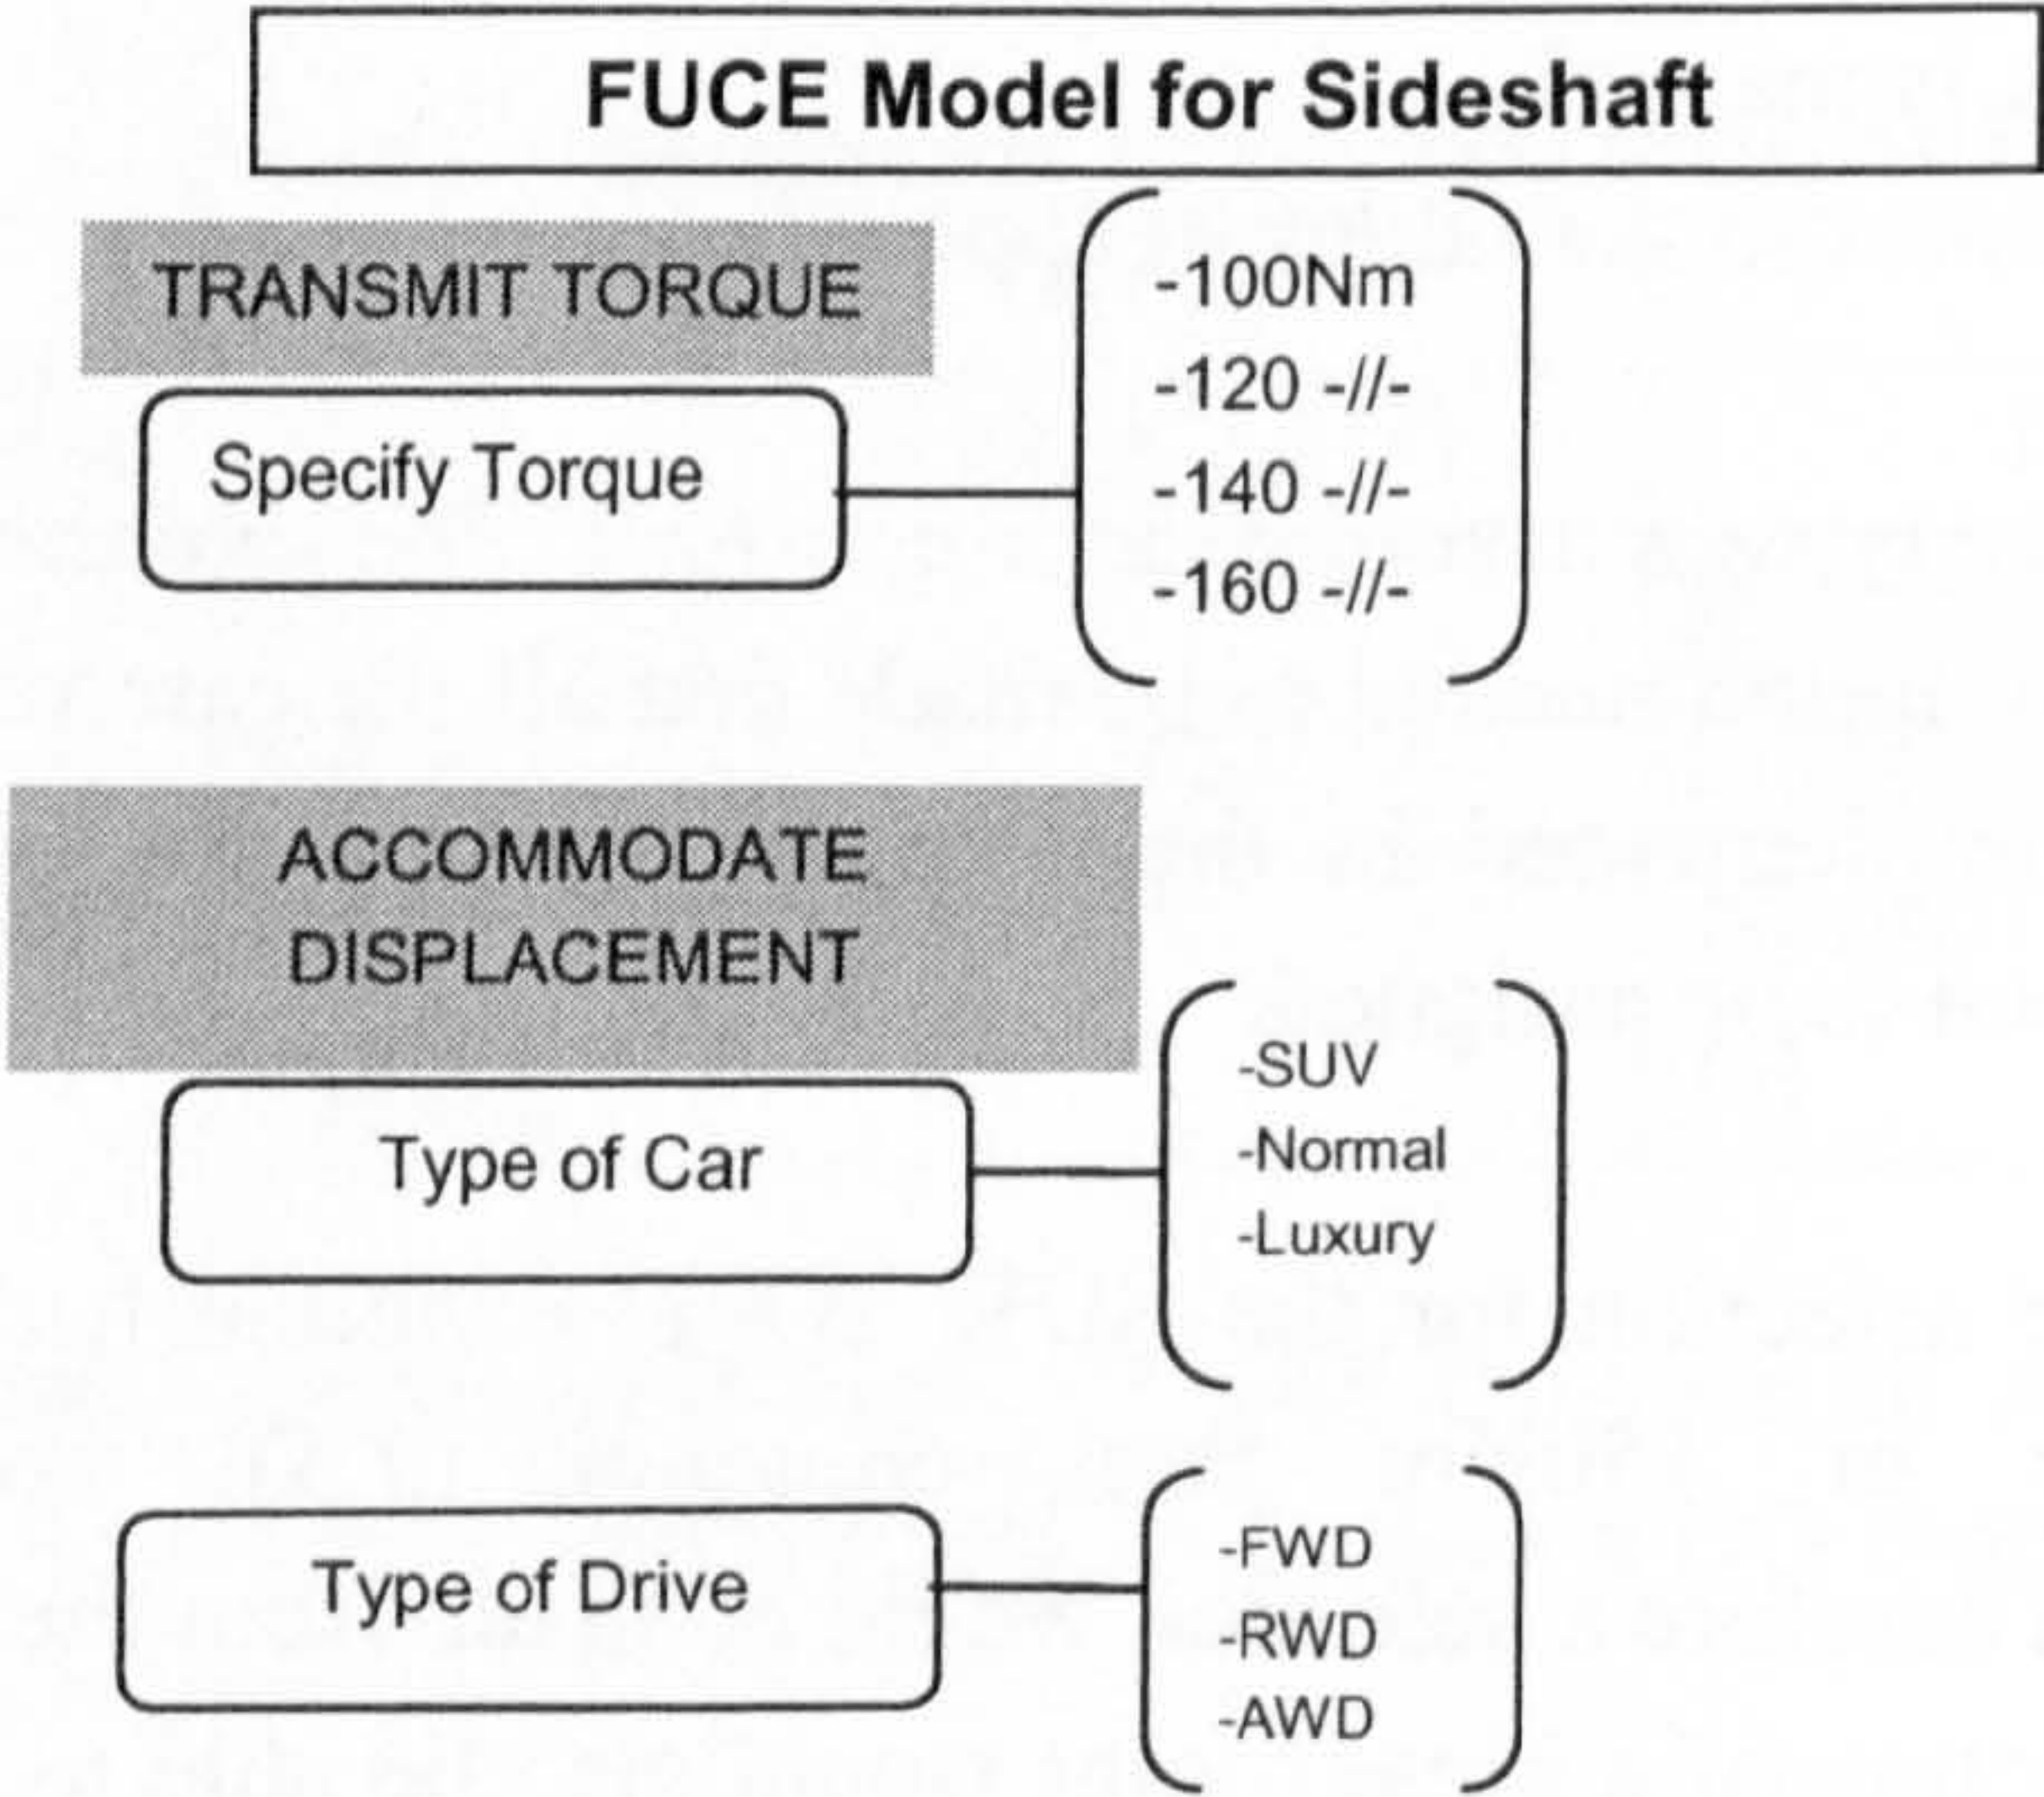 FUCE Model for Sideshaft
TRANSMIT TORQUE
Specify Torque
-100Nm
-120 -//-
-140 -//-
-160 -//-
ACCOMMODATE
DISPLACEMENT
Type of Car
-SUV
-Normal
-Luxury
Type of Drive
-FWD
-RWD
-AWD